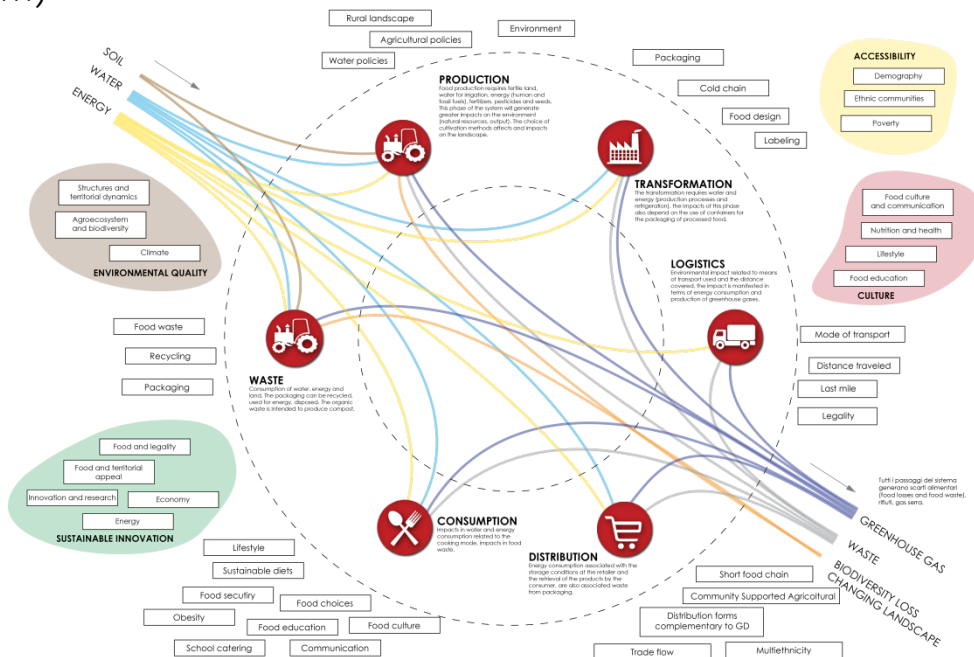 Rural landscape
Agricultural policies
Water policies
Environment
Packaging
Cold chain
Food design
Labeling
ACCESSIBILITY
Demography
Ethnic communities
Poverty
SOIL
WATER
ENERGY
PRODUCTION
Food production requires fertile land,
water for irrigation, energy (human and
fossil fuels), fertilizers, pesticides and seeds.
This phase of the system will generate
greater impacts on the environment
(natural resources, output). The choice of
cultivation methods affects and impacts
on the landscape.
TRANSFORMATION
The transformation requires water and
energy (production processes and
refrigeration), the impacts of this phase
also depend on the use of containers for
the packaging of processed food.
Structures and
territorial dynamics
Agroecosystem
and biodiversity
Climate
ENVIRONMENTAL QUALITY
Food culture
and communication
Nutrition and health
Lifestyle
Food education
CULTURE
LOGISTICS
Environmental impact related to means
of transport used and the distance
covered, the impact is manifested in
terms of energy consumption and
production of greenhouse gases.
Food waste
Recycling
Packaging
Mode of transport
Distance traveled
Last mile
Legality
WASTE
Consumption of water, energy and
land. The packaging can be recycled,
used for energy, disposed. The organic
waste is intended to produce compost.
Food and legality
Food and territorial
appeal
Innovation and research
Economy
Energy
SUSTAINABLE INNOVATION
Tutti i passaggi del sistema
generano scarti alimentari
(food losses and food waste),
rifiuti, gas serra.
GREENHOUSE GAS
WASTE
BIODIVERSITY LOSS
CHANGING LANDSCAPE
CONSUMPTION
Impacts in water and energy
consumption related to the
cooking mode, impacts in food
waste.
DISTRIBUTION
Energy consumption associated with the
storage conditions at the retailer and
the retrieval of the products by the
consumer, are also associated waste
from packaging.
Lifestyle
Sustainable diets
Food secutiry
Food choices
Obesity
Food education
Food culture
School catering
Communication
Short food chain
Community Supported Agricoltural
Distribution forms
complementary to GD
Trade flow
Multiethnicity